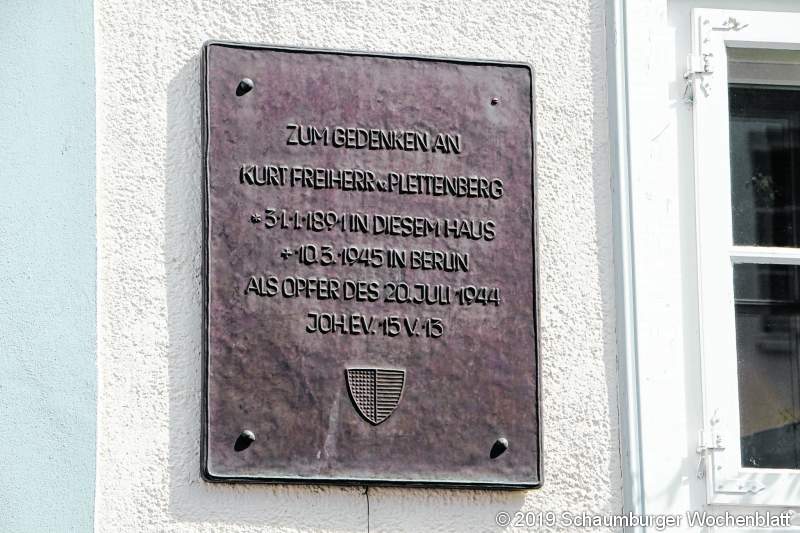 ZUM GEDENKEN AN
KURT FREIHERR v. PLETTENBERG
* 31·1·1891 IN DIESEM HAUS
+ 10.3.1945 IN BERLIN
ALS OPFER DES 20. JULI 1944
JOH. EV. 15 V. 13
© 2019 Schaumburger Wochenblatt